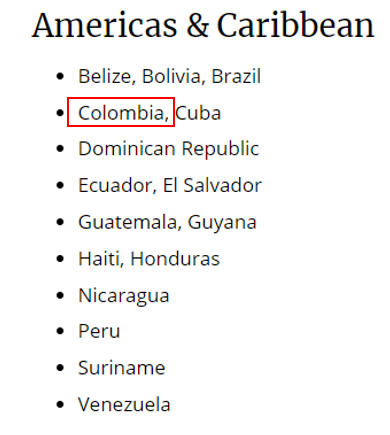 Americas & Caribbean
Belize, Bolivia, Brazil
Colombia, Cuba
Dominican Republic
Ecuador, El Salvador
Guatemala, Guyana
Haiti, Honduras
Nicaragua
Peru
Suriname
Venezuela